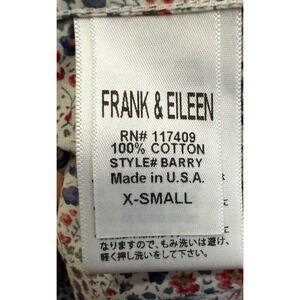 FRANK & EILEEN
RN# 117409
100% COTTON
STYLE# BARRY
Made in U.S.A.
X-SMALL
なりますので、もみ洗いは避け、
軽く押し洗いをして下さい。